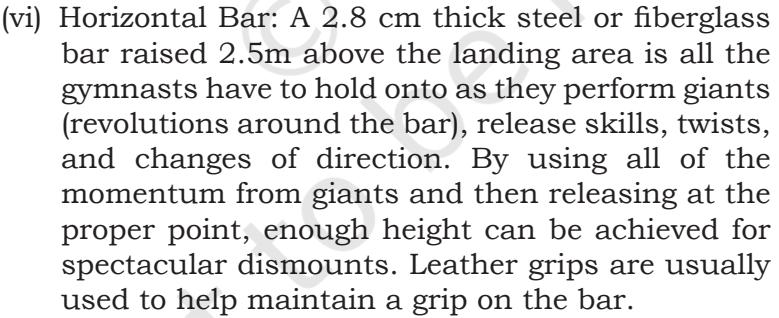 (vi) Horizontal Bar: A 2.8 cm thick steel or fiberglass
bar raised 2.5m above the landing area is all the
gymnasts have to hold onto as they perform giants
(revolutions around the bar), release skills, twists,
and changes of direction. By using all of the
momentum from giants and then releasing at the
proper point, enough height can be achieved for
spectacular dismounts. Leather grips are usually
used to help maintain a grip on the bar.